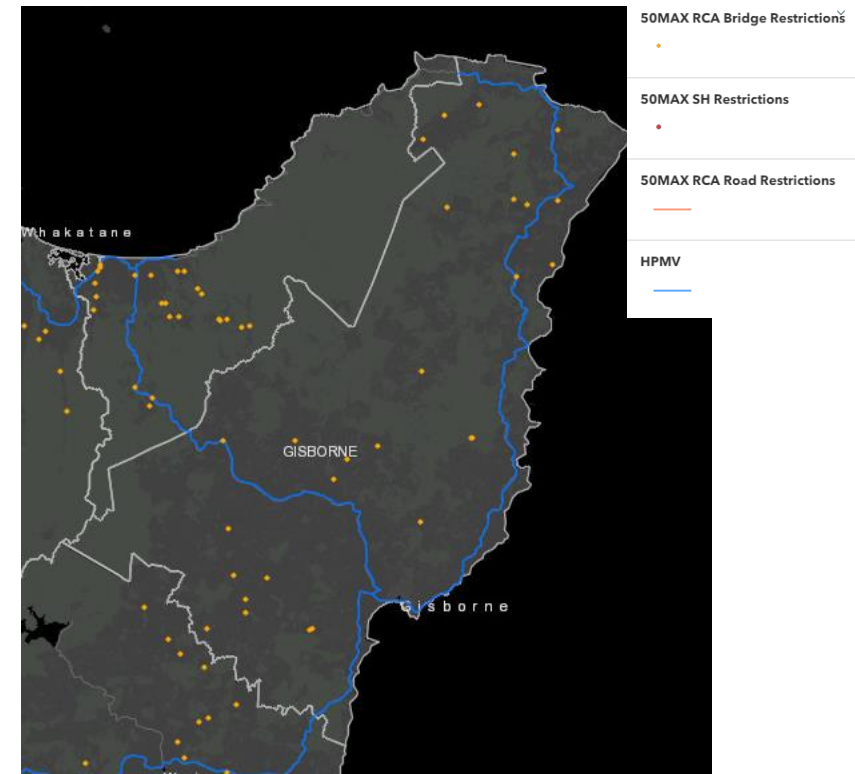 50MAX RCA Bridge Restrictions
50MAX SH Restrictions
50MAX RCA Road Restrictions
HPMV
Whakatane
GISBORNE
Gisborne